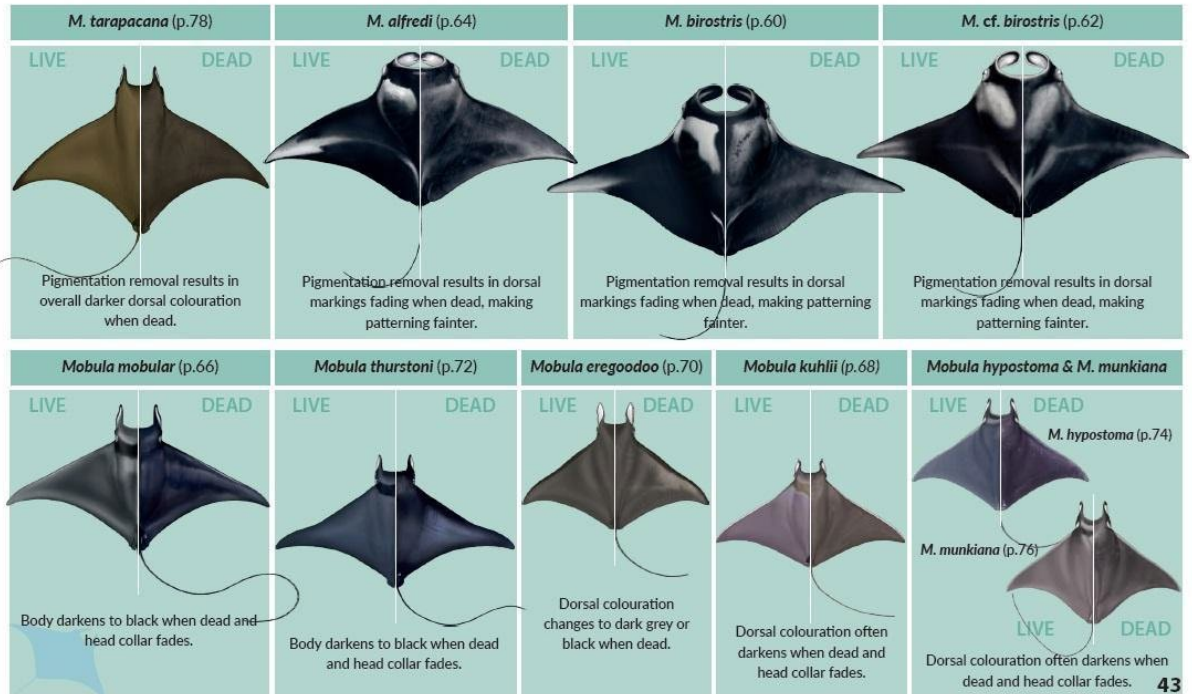 M. tarapacana (p.78)
M. alfredi (p.64)
M. birostris (p.60)
M. cf. birostris (p.62)
LIVE DEAD
LIVE DEAD
LIVE DEAD
LIVE DEAD
Pigmentation removal results in
overall darker dorsal colouration
when dead.
Pigmentation removal results in dorsal
markings fading when dead, making
patterning fainter.
Pigmentation removal results in dorsal
markings fading when dead, making patterning
fainter.
Pigmentation removal results in dorsal
markings fading when dead, making
patterning fainter.
Mobula mobular (p.66)
Mobula thurstoni (p.72)
Mobula eregoodoo (p.70)
Mobula kuhlii (p.68)
Mobula hypostoma & M. munkiana
LIVE DEAD
LIVE DEAD
LIVE DEAD
LIVE DEAD
LIVE DEAD
M. hypostoma (p.74)
M. munkiana (p.76)
LIVE DEAD
Body darkens to black when dead and
head collar fades.
Body darkens to black when dead
and head collar fades.
Dorsal colouration
changes to dark grey or
black when dead.
Dorsal colouration often
darkens when dead and
head collar fades.
Dorsal colouration often darkens when
dead and head collar fades.
43